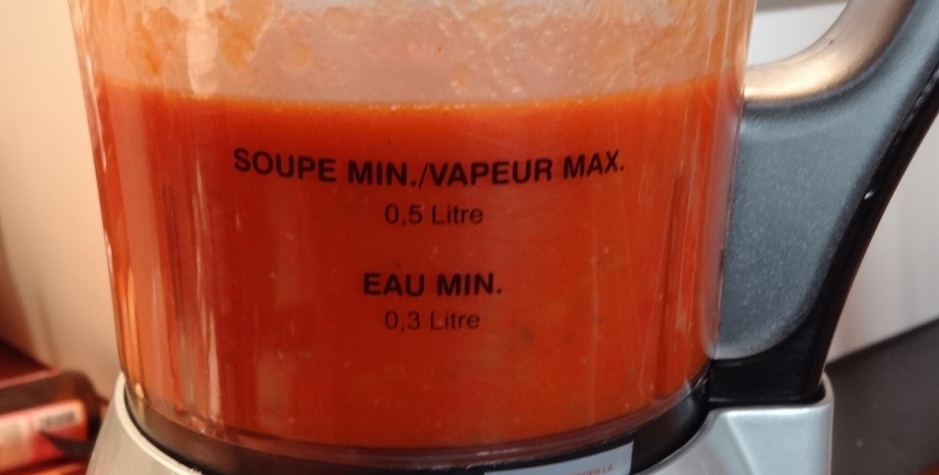 SOUPE MIN./VAPEUR MAX.
0,5 Litre
EAU MIN.
0,3 Litre